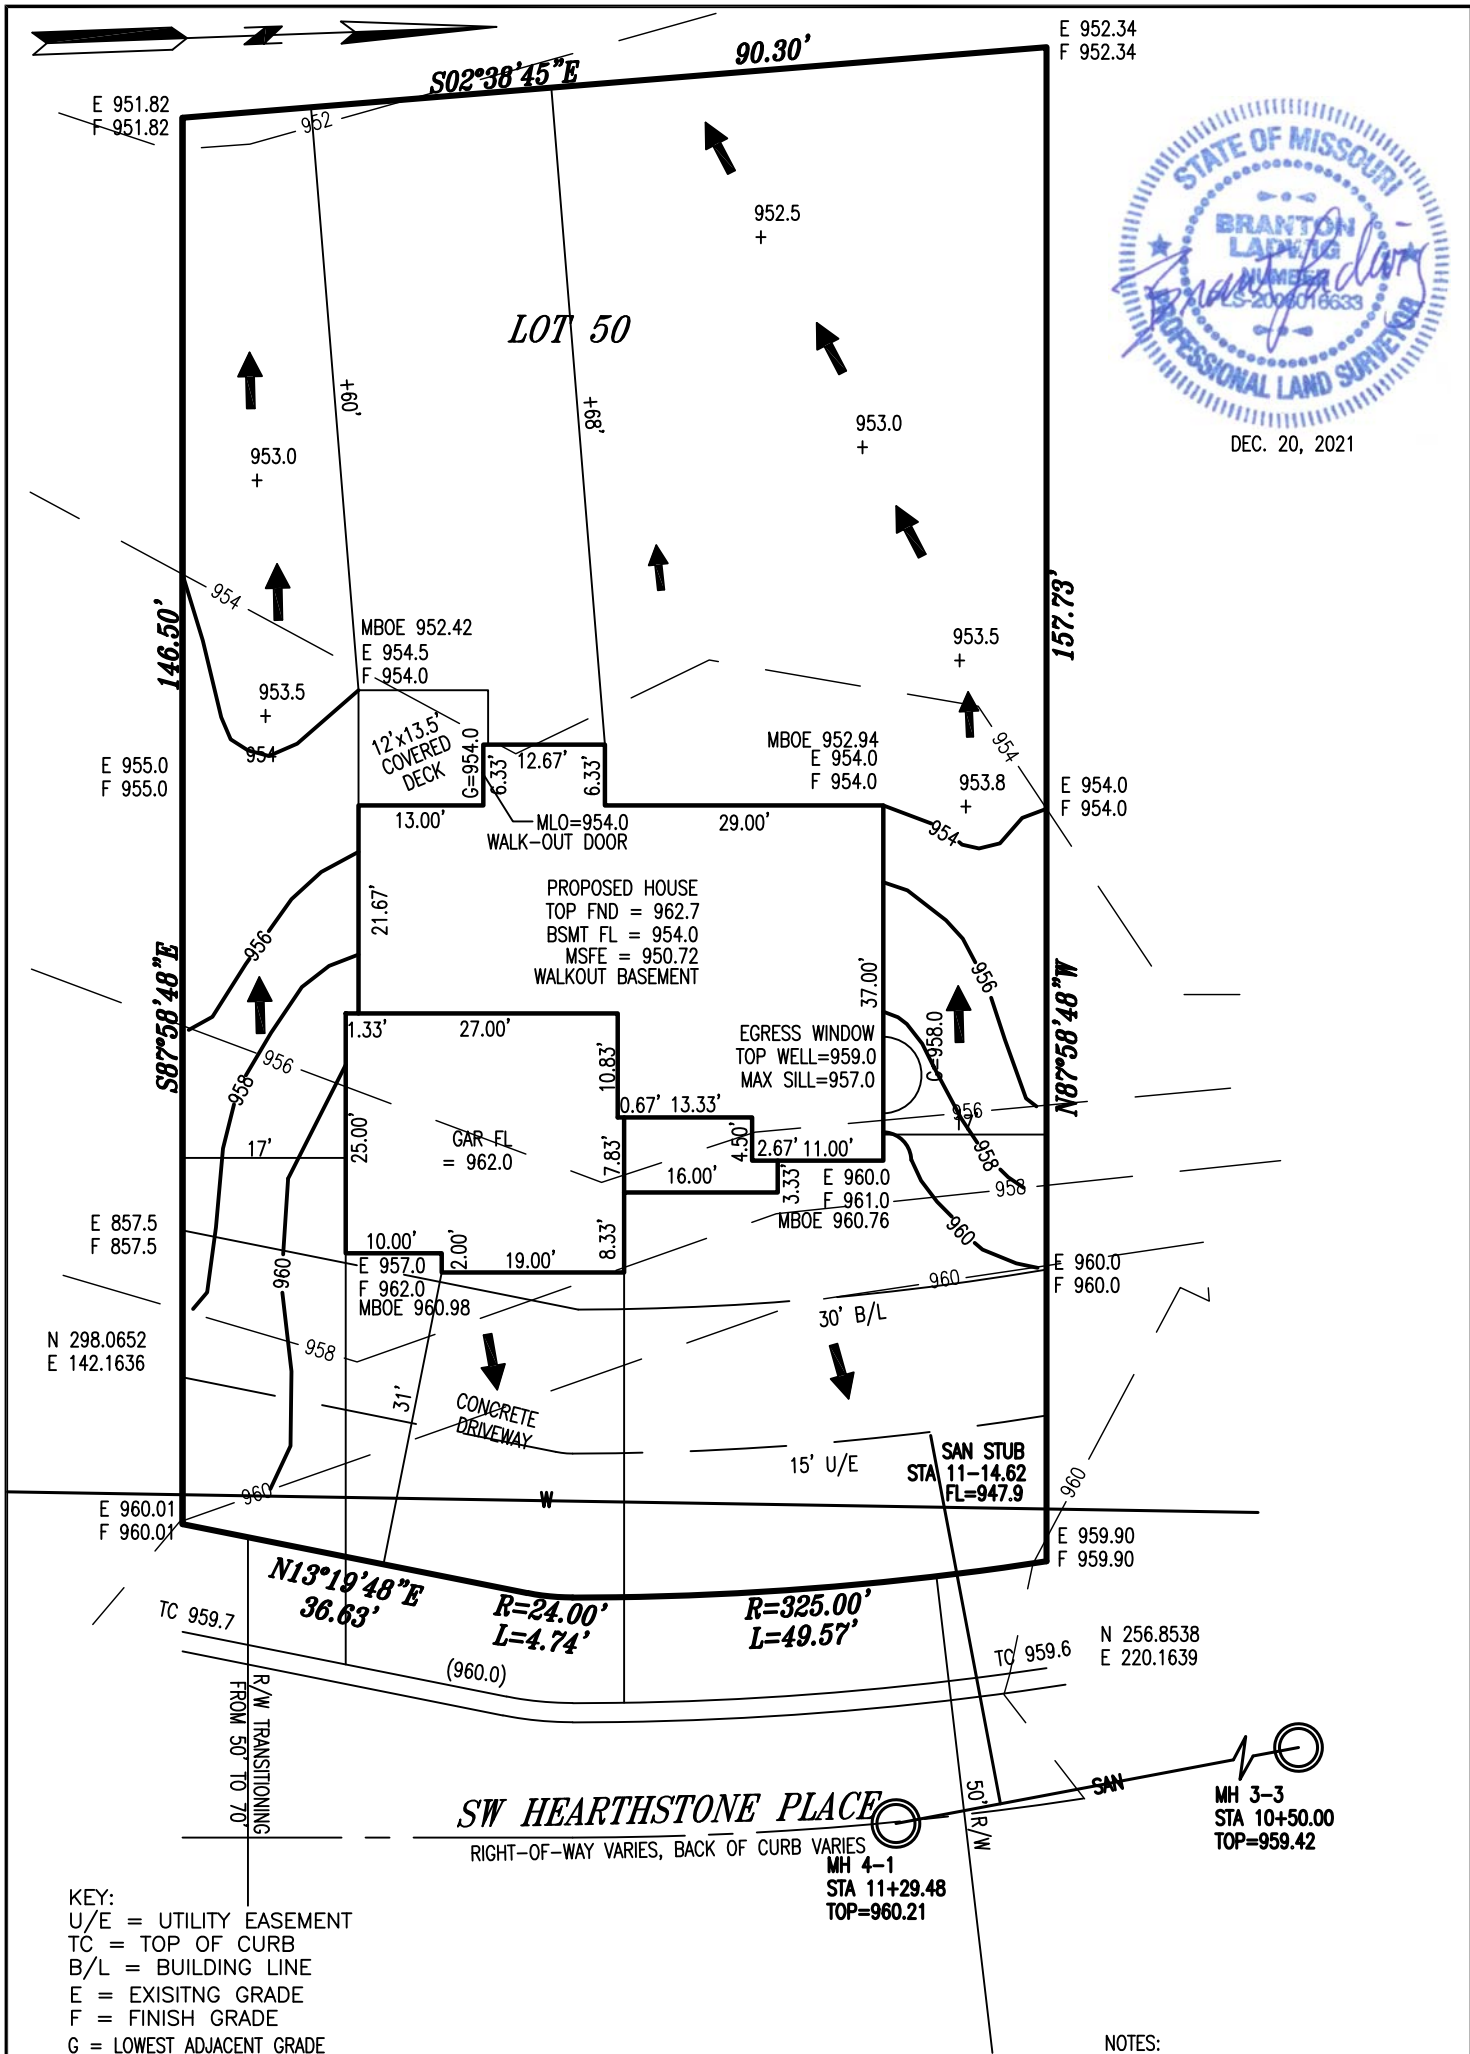 E 952.34
F 952.34
90.30'
S02°38'45"E
E 951.82
F 951.82
952
STATE OF MISSOURI
BRANTON
LADWIG
NUMBER
PLS-2006016633
PROFESSIONAL LAND SURVEYOR
DEC. 20, 2021
952.5
+
LOT 50
+60'
+68'
953.0
+
953.0
+
954
146.50'
157.73'
MBOE 952.42
E 954.5
F 954.0
953.5
+
953.5
+
954
954
12'x13.5'
COVERED
DECK
G=954.0
6.33'
12.67'
6.33'
MBOE 952.94
E 954.0
F 954.0
E 955.0
F 955.0
953.8
+
E 954.0
F 954.0
13.00'
MLO=954.0
WALK-OUT DOOR
29.00'
954
21.67'
PROPOSED HOUSE
TOP FND = 962.7
BSMT FL = 954.0
MSFE = 950.72
WALKOUT BASEMENT
956
956
37.00'
S87°58'48"E
N87°58'48"W
1.33'
27.00'
10.83'
EGRESS WINDOW
TOP WELL=959.0
MAX SILL=957.0
G=958.0
956
958
0.67' 13.33'
956
17'
17'
25.00'
GAR FL
= 962.0
7.83'
4.50'
2.67' 11.00'
958
958
16.00'
3.33'
E 960.0
F 961.0
MBOE 960.76
E 857.5
F 857.5
10.00'
2.00'
19.00'
8.33'
960
960
960
E 957.0
F 962.0
MBOE 960.98
E 960.0
F 960.0
30' B/L
N 298.0652
E 142.1636
958
31'
CONCRETE
DRIVEWAY
15' U/E
SAN STUB
STA 11-14.62
FL=947.9
960
960
W
E 960.01
F 960.01
E 959.90
F 959.90
N13°19'48"E
36.63'
R=24.00'
L=4.74'
R=325.00'
L=49.57'
TC 959.7
(960.0)
TC 959.6
N 256.8538
E 220.1639
R/W TRANSITIONING
FROM 50' TO 70'
SW HEARTHSTONE PLACE
RIGHT-OF-WAY VARIES, BACK OF CURB VARIES
50' R/W
SAN
MH 3-3
STA 10+50.00
TOP=959.42
MH 4-1
STA 11+29.48
TOP=960.21
KEY:
U/E = UTILITY EASEMENT
TC = TOP OF CURB
B/L = BUILDING LINE
E = EXISITNG GRADE
F = FINISH GRADE
G = LOWEST ADJACENT GRADE
NOTES: